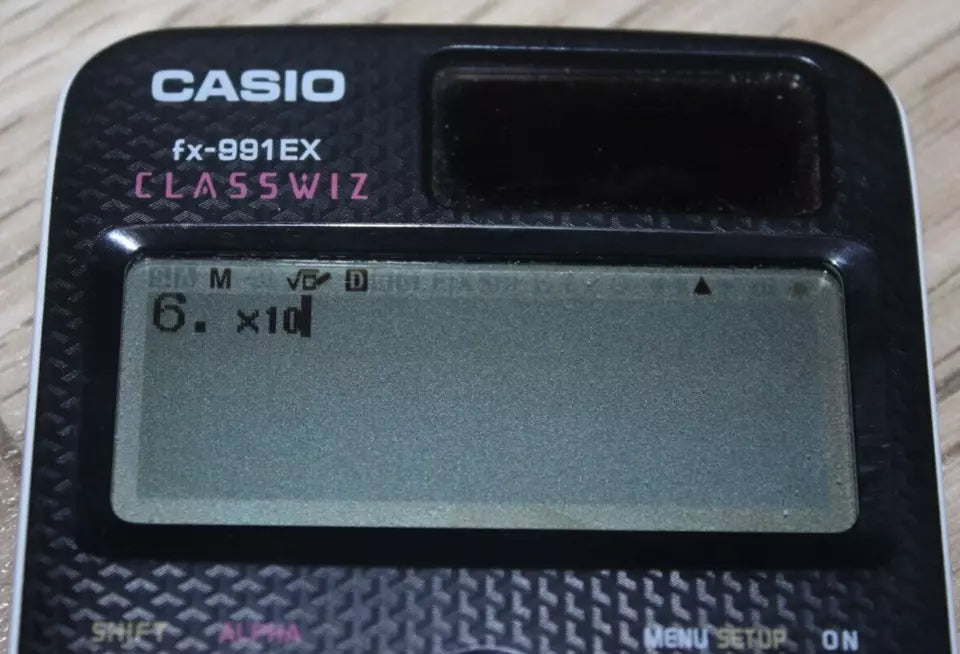 CASIO
fx-991EX
CLASSWIZ
M √□ D ▲
6. ×10
SHIFT ALPHA MENU SETUP ON